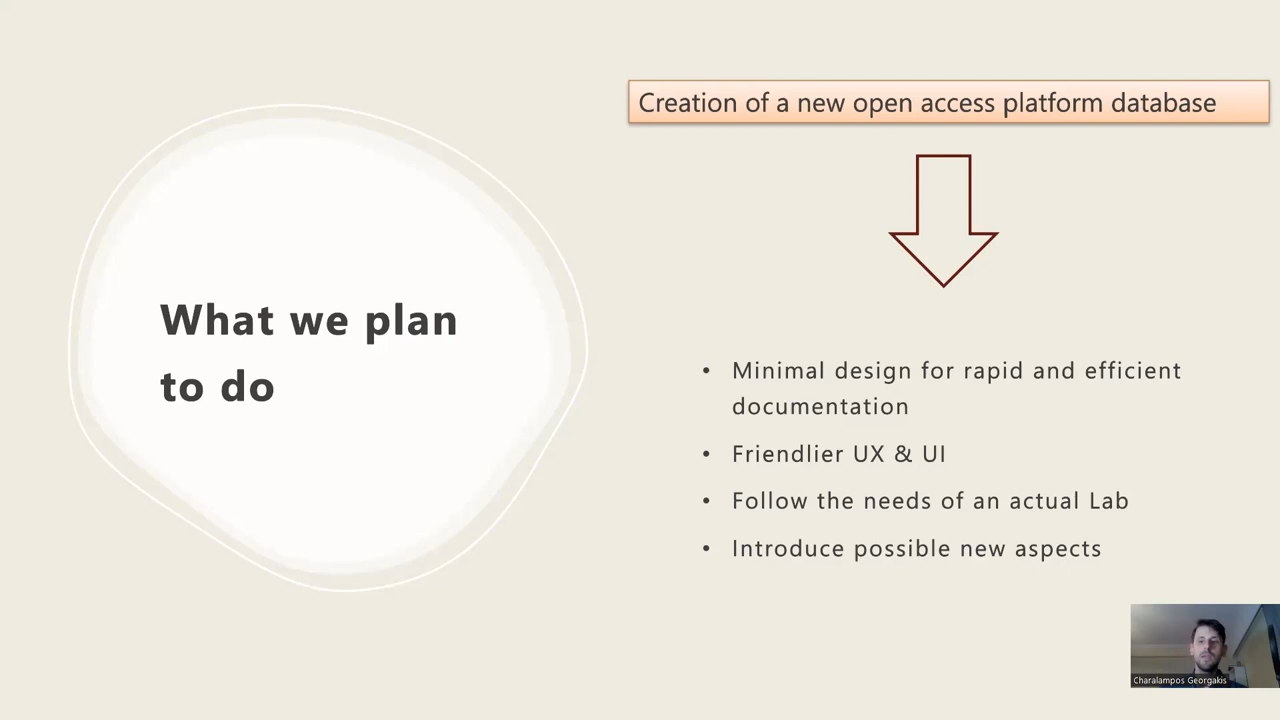 What we plan
to do
Creation of a new open access platform database
• Minimal design for rapid and efficient
documentation
• Friendlier UX & UI
• Follow the needs of an actual Lab
• Introduce possible new aspects
Charalampos Georgakis